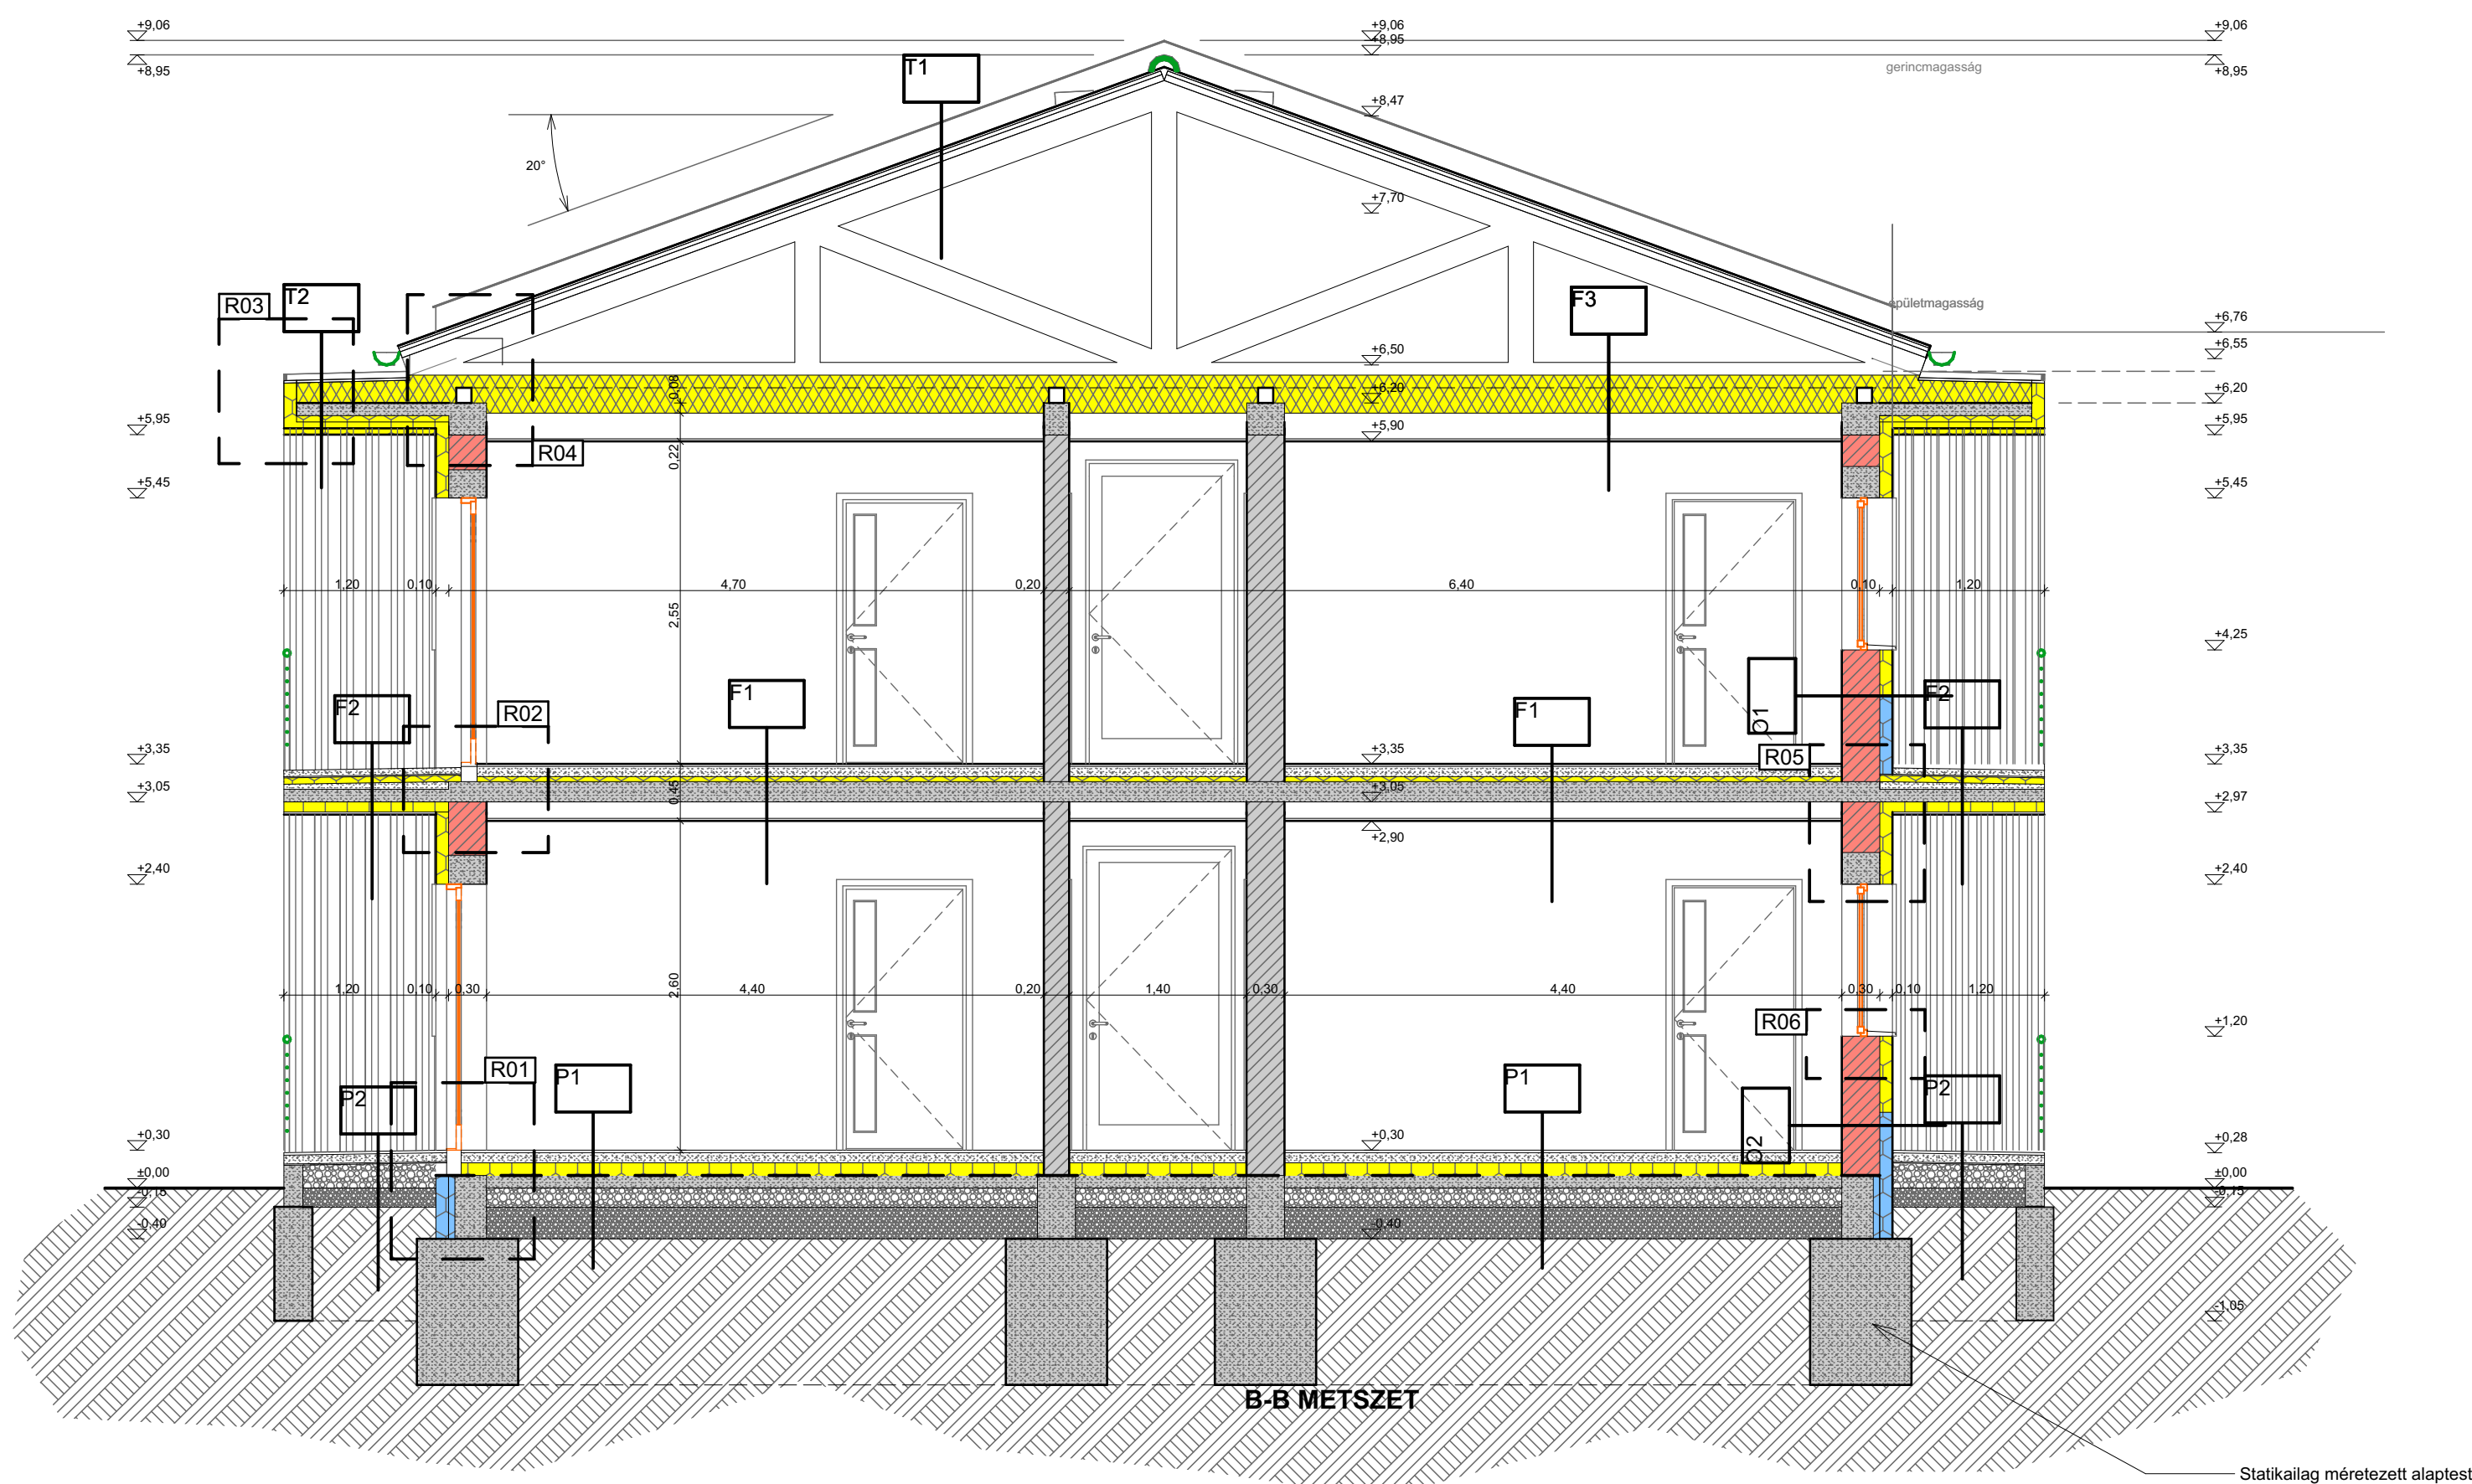 +9,06 +9,06 +9,06
+8,95 +8,95 +8,95
gerincmagasság
T1
+8,47
20°
+7,70
R03 T2 F3
épületmagasság
+6,76
+6,50 +6,55
0,08 +6,20 +6,20
+5,95 +5,90 +5,95
0,22 R04
+5,45 +5,45
1,20 0,10 4,70 0,20 6,40 0,10 1,20
2,55
+4,25
F2 R02 F1 F1 O1 F2
+3,35 +3,35 R05 +3,35
+3,05 0,45 +3,05 +2,97
+2,90
+2,40 +2,40
1,20 0,10 0,30 2,60 4,40 0,20 1,40 0,30 4,40 0,30 0,10 1,20
R06 +1,20
P2 R01 P1 P1 O2 P2
+0,30 +0,30 +0,28
±0,00 ±0,00
-0,15 -0,15
-0,40 -0,40
-1,05
B-B METSZET
Statikailag méretezett alaptest